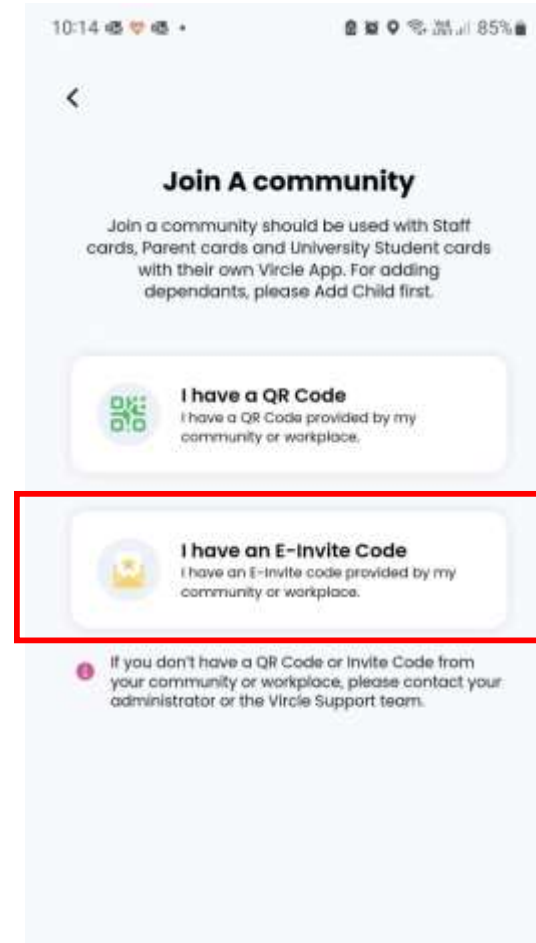 10:14
85%
Join A community
Join a community should be used with Staff
cards, Parent cards and University Student cards
with their own Vircle App. For adding
dependants, please Add Child first.
I have a QR Code
I have a QR Code provided by my
community or workplace.
I have an E-Invite Code
I have an E-Invite code provided by my
community or workplace.
If you don't have a QR Code or Invite Code from
your community or workplace, please contact your
administrator or the Vircle Support team.